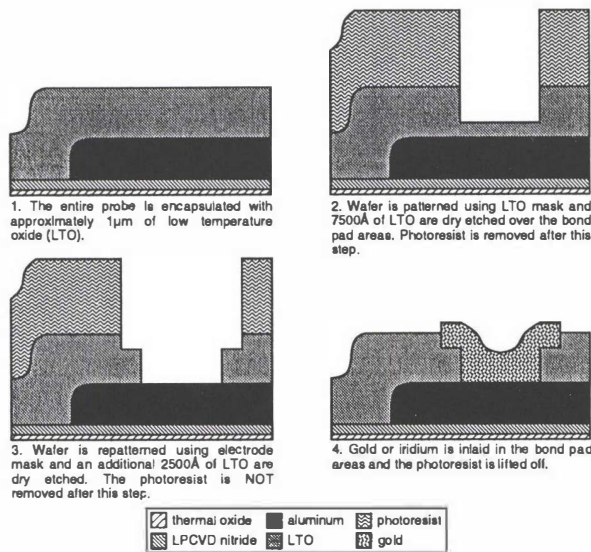 1. The entire probe is encapsulated with
approximately 1µm of low temperature
oxide (LTO).
2. Wafer is patterned using LTO mask and
7500Å of LTO are dry etched over the bond
pad areas. Photoresist is removed after this
step.
3. Wafer is repatterned using electrode
mask and an additional 2500Å of LTO are
dry etched. The photoresist is NOT
removed after this step.
4. Gold or iridium is inlaid in the bond pad
areas and the photoresist is lifted off.
thermal oxide aluminum photoresist
LPCVD nitride LTO gold